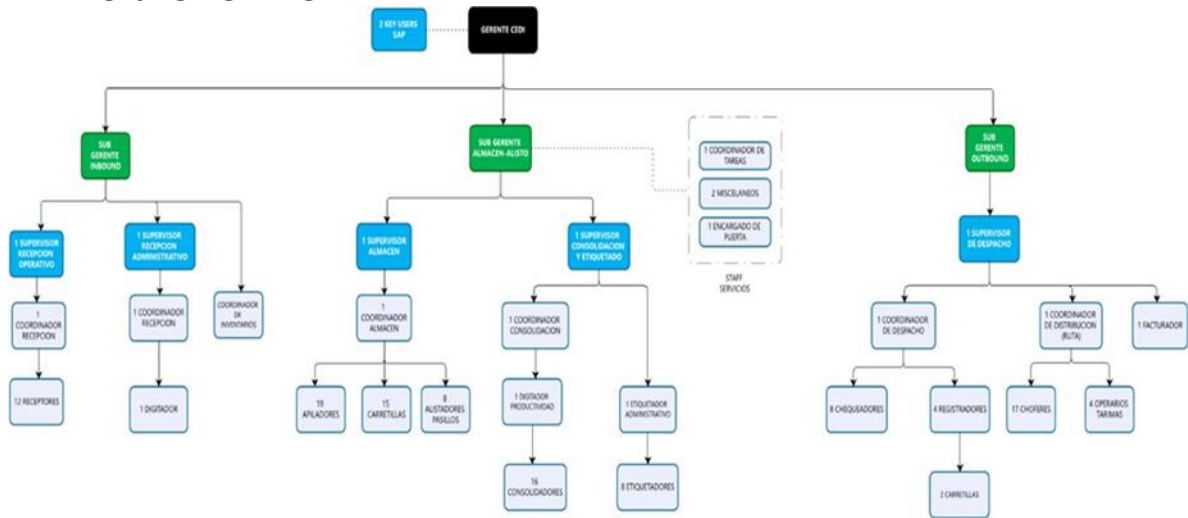 2 KEY USERS
SAP
GERENTE CEDI
SUB
GERENTE
INBOUND
SUB GERENTE
ALMACEN-ALISTO
SUB
GERENTE
OUTBOUND
1 COORDINADOR DE
TAREAS
2 MISCELANEOS
1 ENCARGADO DE
PUERTA
STAFF
SERVICIOS
1 SUPERVISOR
RECEPCION
OPERATIVO
1 SUPERVISOR
RECEPCION
ADMINISTRATIVO
1 SUPERVISOR
ALMACEN
1 SUPERVISOR
CONSOLIDACION
Y ETIQUETADO
1 SUPERVISOR
DE DESPACHO
1
COORDINADOR
RECEPCION
1 COORDINADOR
RECEPCION
COORDINADOR
DE
INVENTARIOS
1
COORDINADOR
ALMACEN
1 COORDINADOR
CONSOLIDACION
1 COORDINADOR
DE DESPACHO
1 COORDINADOR
DE DISTRIBUCION
(RUTA)
1 FACTURADOR
12 RECEPTORES
1 DIGITADOR
19
APILADORES
15
CARRETILLAS
8
ALISTADORES
PASILLOS
1 DIGITADOR
PRODUCTIVIDAD
1 ETIQUETADOR
ADMINISTRATIVO
8 CHEQUEADORES
4 REGISTRADORES
17 CHOFERES
4 OPERARIOS
TARIMAS
16
CONSOLIDADORES
8 ETIQUETADORES
2 CARRETILLAS